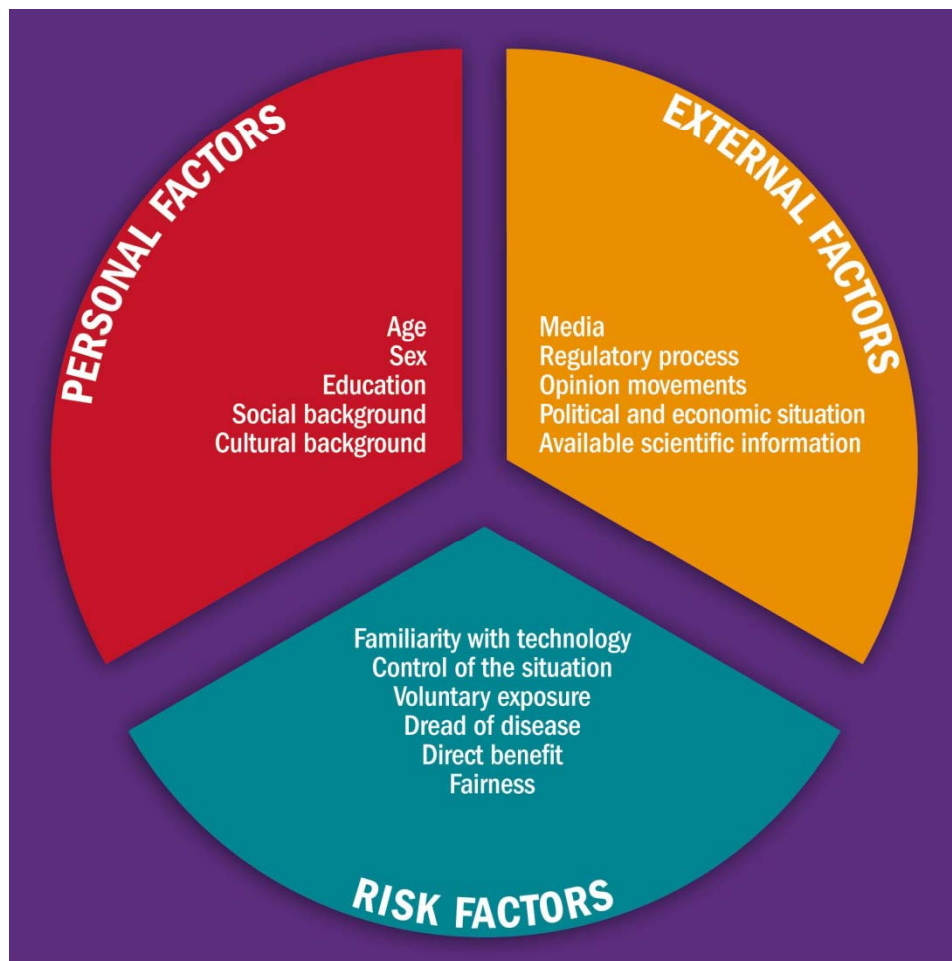 PERSONAL FACTORS
Age
Sex
Education
Social background
Cultural background
EXTERNAL FACTORS
Media
Regulatory process
Opinion movements
Political and economic situation
Available scientific information
Familiarity with technology
Control of the situation
Voluntary exposure
Dread of disease
Direct benefit
Fairness
RISK FACTORS